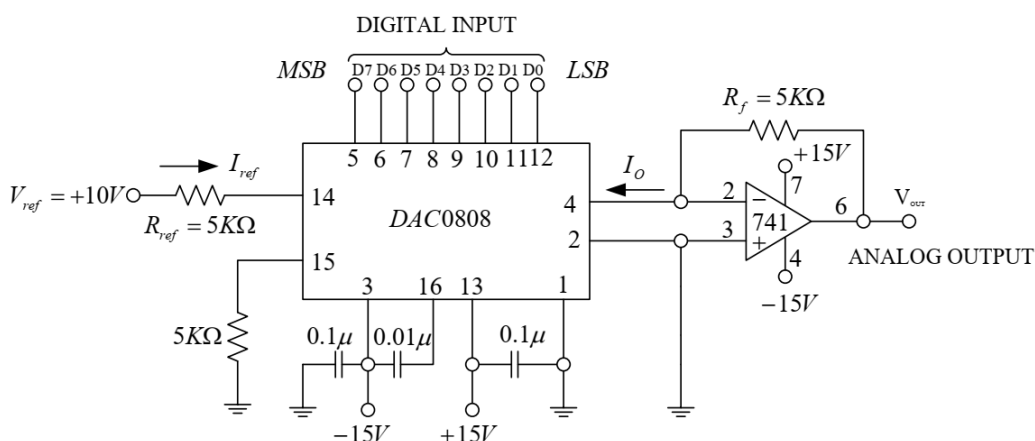 DIGITAL INPUT
MSB D7 D6 D5 D4 D3 D2 D1 D0 LSB
5 6 7 8 9 10 11 12
V_ref = +10V
I_ref
R_ref = 5KΩ
14
15
5KΩ
DAC0808
4
2
3 16 13 1
0.1μ 0.01μ 0.1μ
−15V +15V
I_O
R_f = 5KΩ
+15V
7
2 −
741
3 +
6
4
−15V
V_OUT
ANALOG OUTPUT